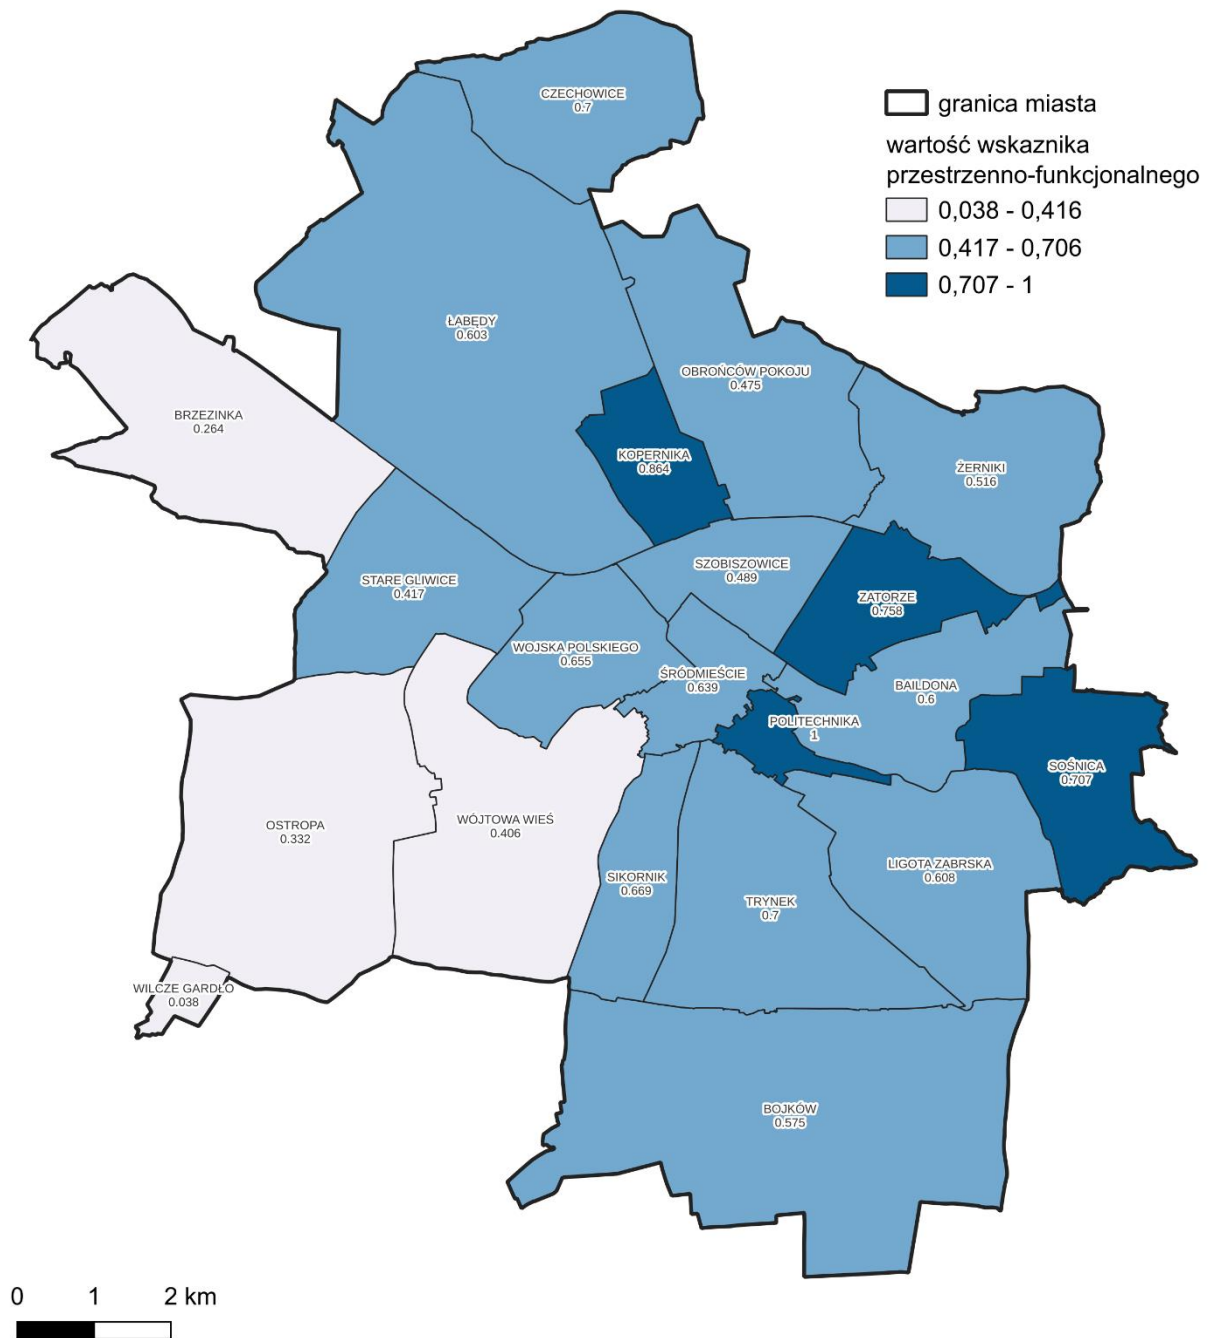 CZECHOWICE
0.7
granica miasta
wartość wskaznika
przestrzenno-funkcjonalnego
0,038 - 0,416
0,417 - 0,706
0,707 - 1
ŁABĘDY
0.603
OBROŃCÓW POKOJU
0.475
BRZEZINKA
0.264
KOPERNIKA
0.864
ŻERNIKI
0.516
SZOBISZOWICE
0.489
STARE GLIWICE
0.417
ZATORZE
0.758
WOJSKA POLSKIEGO
0.655
ŚRÓDMIEŚCIE
0.639
BAILDONA
0.6
POLITECHNIKA
1
SOŚNICA
0.707
OSTROPA
0.332
WÓJTOWA WIEŚ
0.406
LIGOTA ZABRSKA
0.608
SIKORNIK
0.669
TRYNEK
0.7
WILCZE GARDŁO
0.038
BOJKÓW
0.575
0 1 2 km